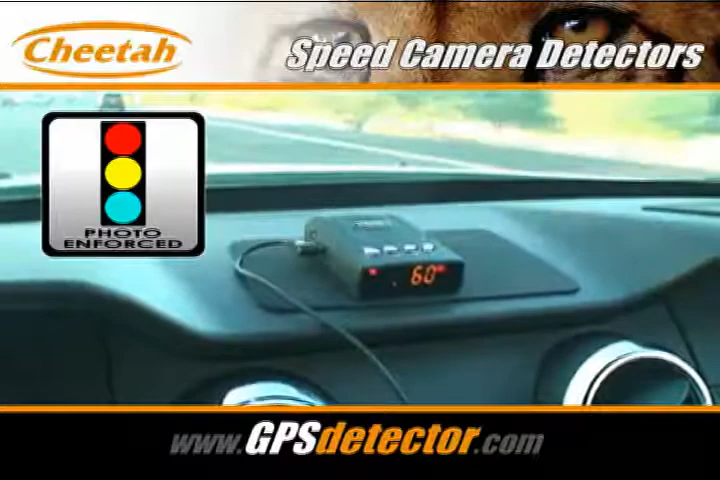 Cheetah
Speed Camera Detectors
PHOTO
ENFORCED
60
www.GPSdetector.com